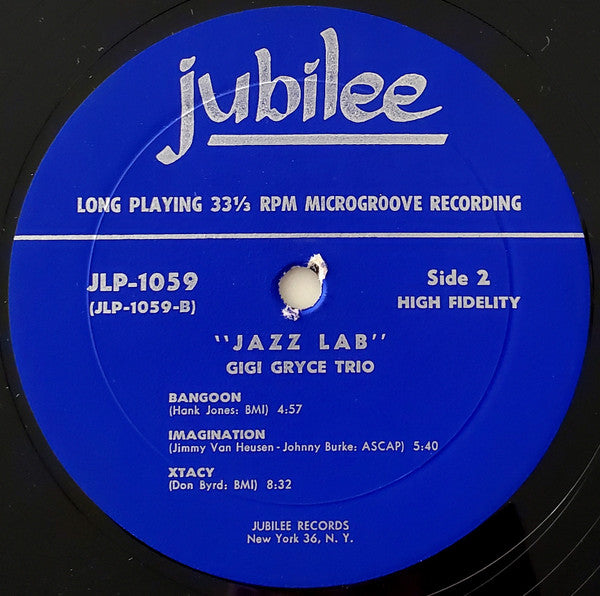 jubilee
LONG PLAYING 33⅓ RPM MICROGROOVE RECORDING
JLP-1059
(JLP-1059-B)
Side 2
HIGH FIDELITY
"JAZZ LAB"
GIGI GRYCE TRIO
BANGOON
(Hank Jones: BMI) 4:57
IMAGINATION
(Jimmy Van Heusen - Johnny Burke: ASCAP) 5:40
XTACY
(Don Byrd: BMI) 8:32
JUBILEE RECORDS
New York 36, N. Y.